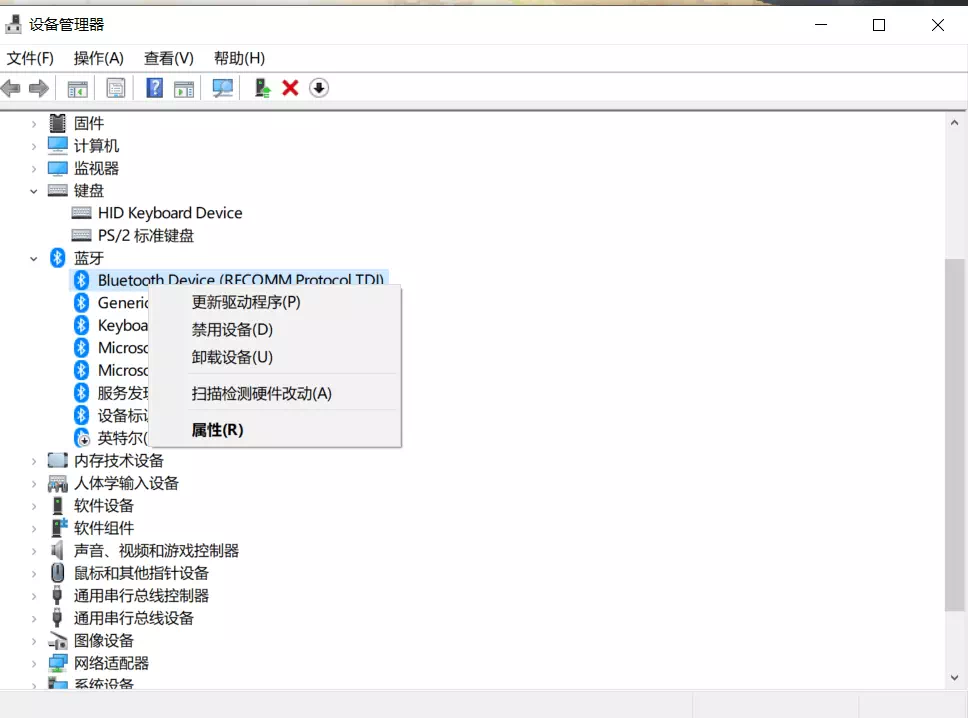 设备管理器
文件(F) 操作(A) 查看(V) 帮助(H)
固件
计算机
监视器
键盘
HID Keyboard Device
PS/2 标准键盘
蓝牙
Bluetooth Device (RFCOMM Protocol TDI)
Generic
更新驱动程序(P)
Keyboa
禁用设备(D)
Microso
卸载设备(U)
Microso
服务发现
扫描检测硬件改动(A)
设备标识
英特尔(
属性(R)
内存技术设备
人体学输入设备
软件设备
软件组件
声音、视频和游戏控制器
鼠标和其他指针设备
通用串行总线控制器
通用串行总线设备
图像设备
网络适配器
系统设备